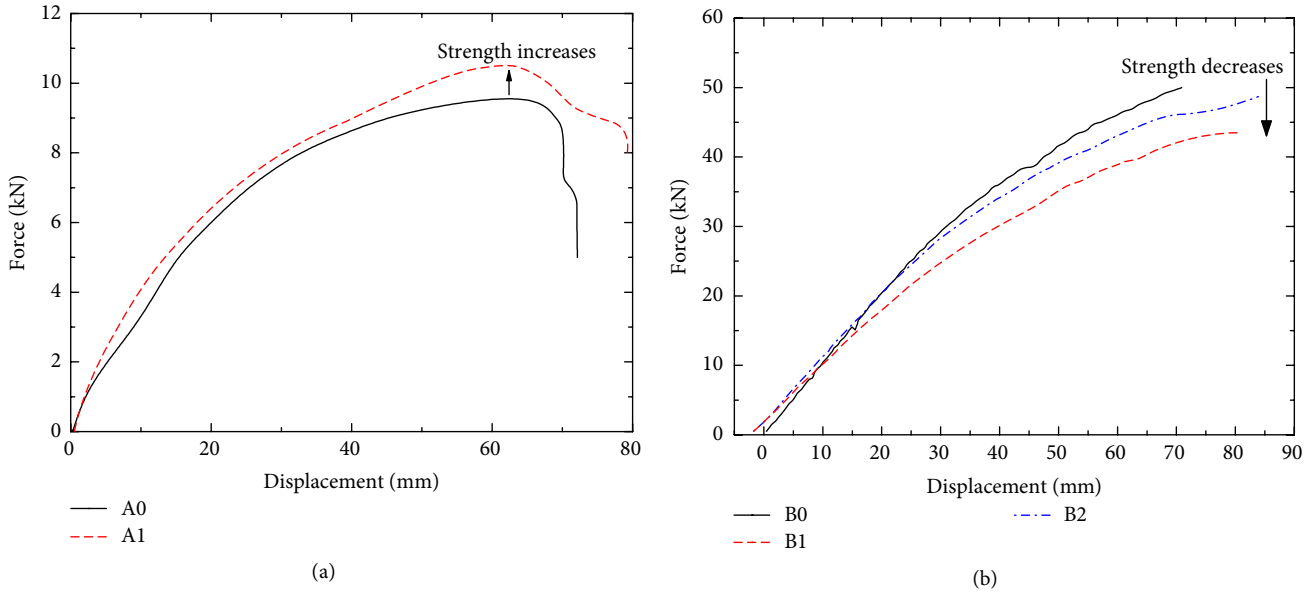 12
10
8
6
4
2
0
0
20
40
60
80
Force (kN)
Displacement (mm)
Strength increases
A0
A1
(a)
60
50
40
30
20
10
0
0
10
20
30
40
50
60
70
80
90
Force (kN)
Displacement (mm)
Strength decreases
B0
B1
B2
(b)